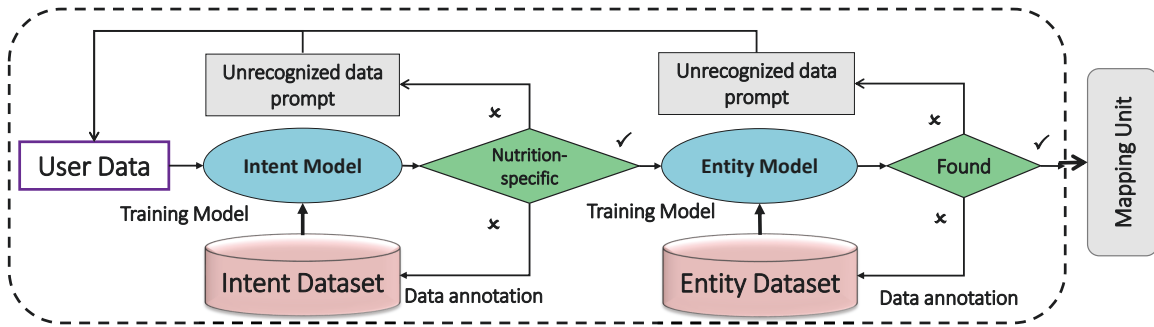 Unrecognized data
prompt
Unrecognized data
prompt
✘
✓
✘
✓
User Data
Intent Model
Nutrition-
specific
Entity Model
Found
Mapping Unit
Training Model
✘
Training Model
✘
Intent Dataset
Data annotation
Entity Dataset
Data annotation